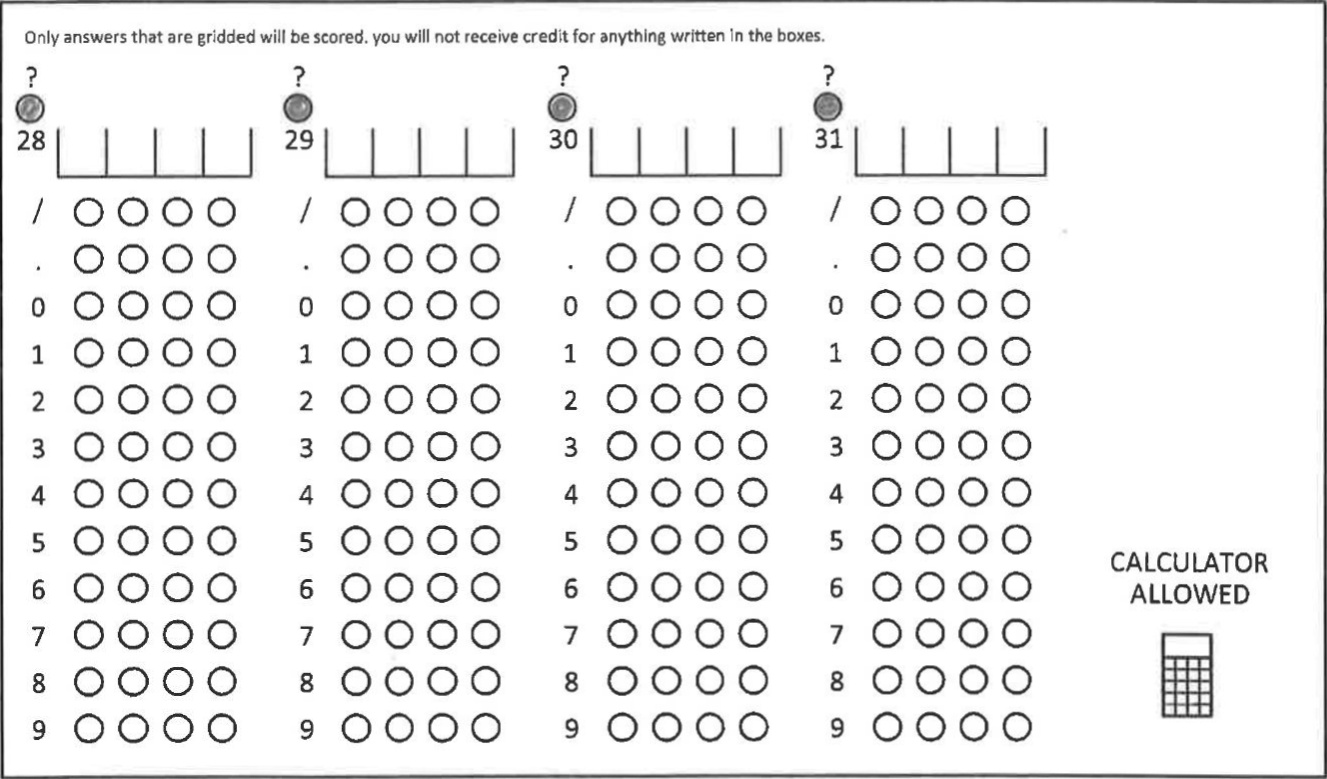 Only answers that are gridded will be scored. you will not receive credit for anything written in the boxes.
? ? ? ?
28 29 30 31
/ / / /
. . . .
0 0 0 0
1 1 1 1
2 2 2 2
3 3 3 3
4 4 4 4
5 5 5 5
CALCULATOR
ALLOWED
6 6 6 6
7 7 7 7
8 8 8 8
9 9 9 9